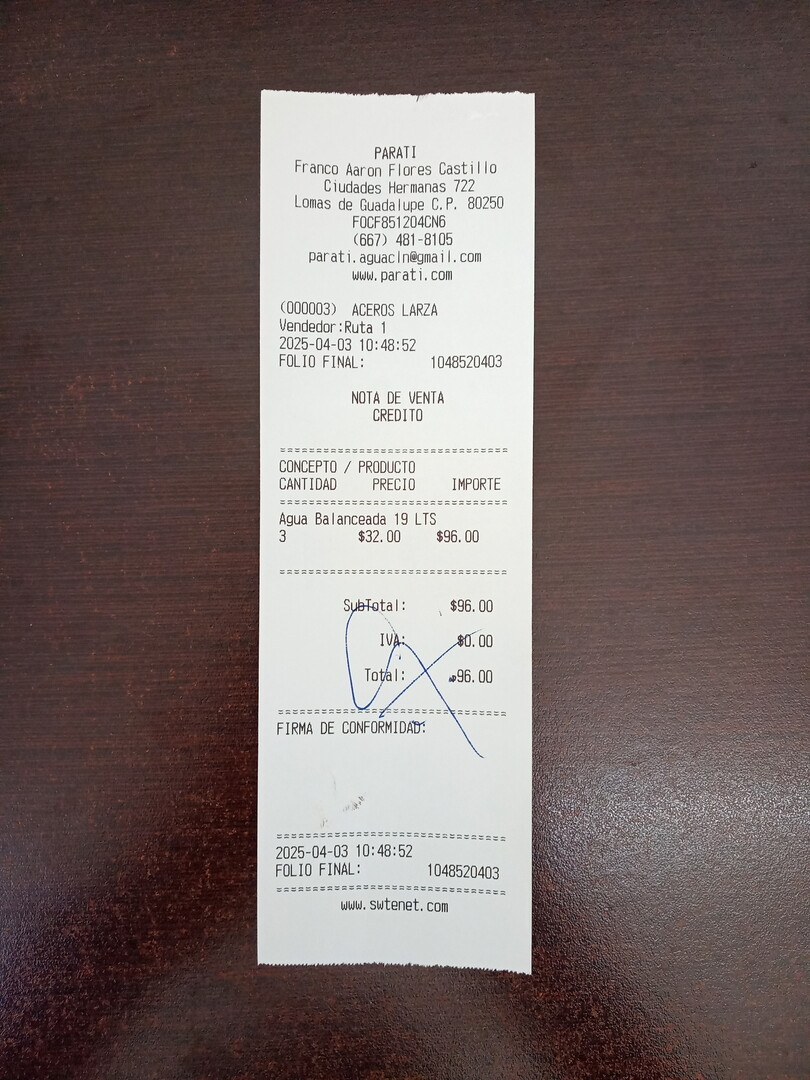 PARATI
Franco Aaron Flores Castillo
Ciudades Hermanas 722
Lomas de Guadalupe C.P. 80250
FOCF851204CN6
(667) 481-8105
parati.aguacln@gmail.com
www.parati.com
(000003) ACEROS LARZA
Vendedor:Ruta 1
2025-04-03 10:48:52
FOLIO FINAL: 1048520403
NOTA DE VENTA
CREDITO
===================================
CONCEPTO / PRODUCTO
CANTIDAD PRECIO IMPORTE
===================================
Agua Balanceada 19 LTS
3 $32.00 $96.00
===================================
SubTotal: $96.00
IVA: $0.00
Total: 96.00
===================================
FIRMA DE CONFORMIDAD:
===================================
2025-04-03 10:48:52
FOLIO FINAL: 1048520403
===================================
www.swtenet.com